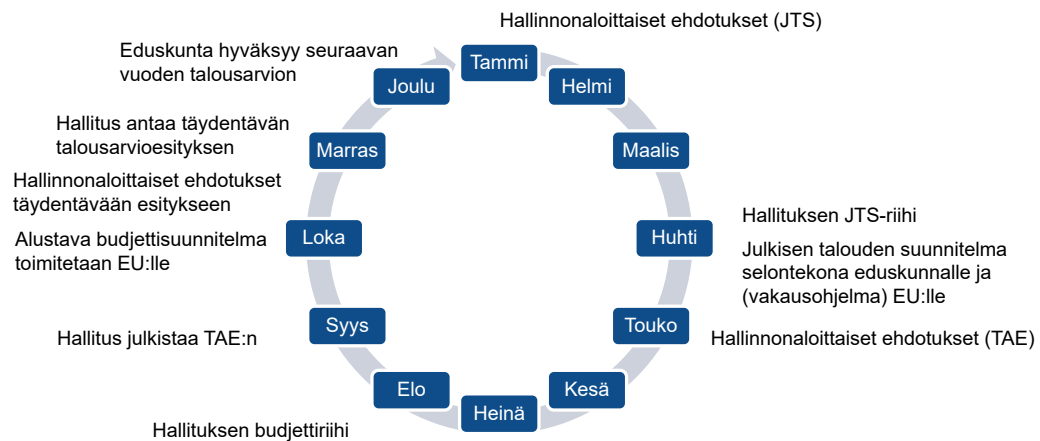 Hallinnonaloittaiset ehdotukset (JTS)
Tammi
Helmi
Maalis
Huhti
Hallituksen JTS-riihi
Julkisen talouden suunnitelma
selontekona eduskunnalle ja
(vakausohjelma) EU:lle
Touko
Hallinnonaloittaiset ehdotukset (TAE)
Kesä
Heinä
Elo
Hallituksen budjettiriihi
Syys
Hallitus julkistaa TAE:n
Loka
Hallinnonaloittaiset ehdotukset
täydentävään esitykseen
Alustava budjettisuunnitelma
toimitetaan EU:lle
Marras
Hallitus antaa täydentävän
talousarvioesityksen
Joulu
Eduskunta hyväksyy seuraavan
vuoden talousarvion